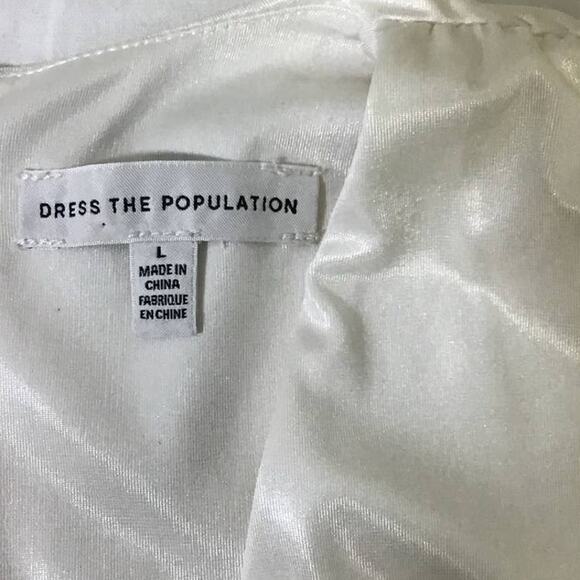 DRESS THE POPULATION
L
MADE IN
CHINA
FABRIQUE
EN CHINE